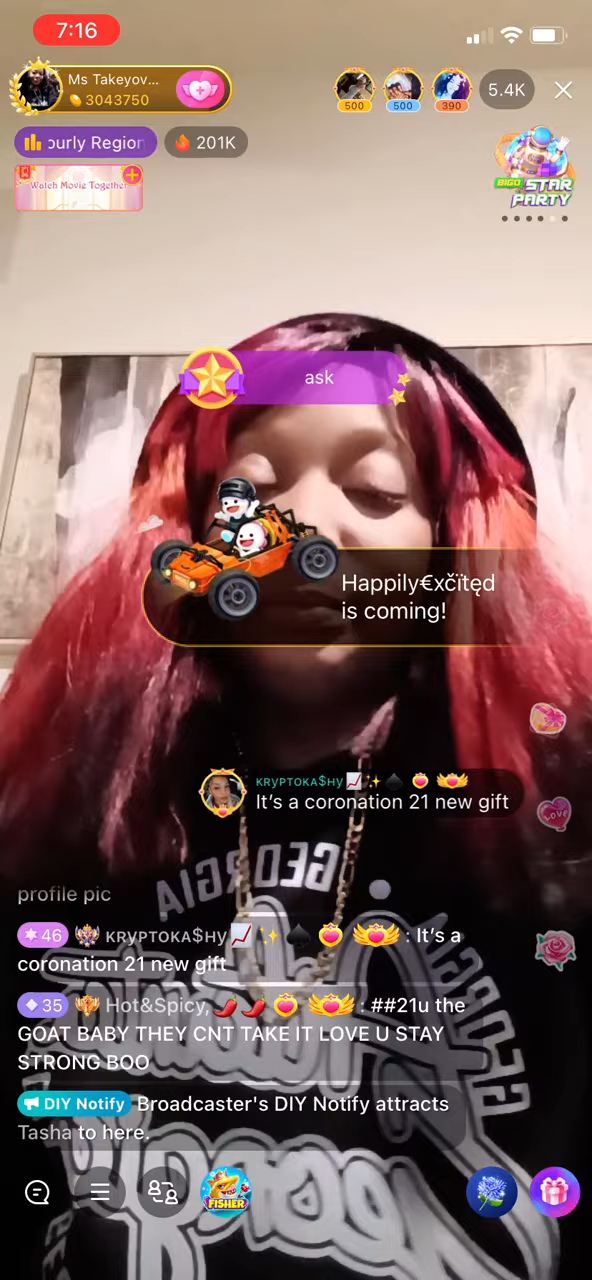 7:16
Ms Takeyov...
3043750
500
500
390
5.4K
ourly Region
201K
Watch Movie Together
BIGO STAR
PARTY
ask
Happily€xčïtęd
is coming!
KRYPTOKA$Hy
It's a coronation 21 new gift
LOVE
GEORGIA
profile pic
46 KRYPTOKA$Hy : It's a
coronation 21 new gift
35 Hot&Spicy, : ##21u the
GOAT BABY THEY CNT TAKE IT LOVE U STAY
STRONG BOO
DIY Notify Broadcaster's DIY Notify attracts
Tasha to here.
Atlanta
Georgia
FISHER